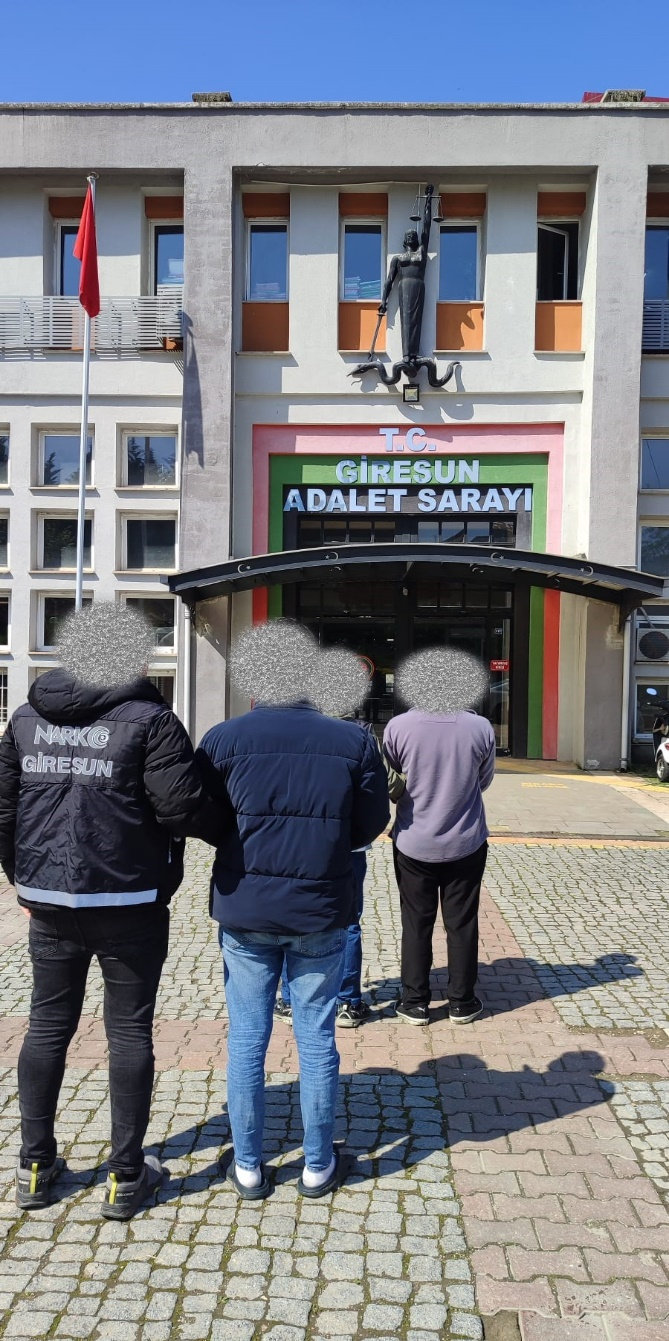 T.C.
GİRESUN
ADALET SARAYI
NARKO
GİRESUN